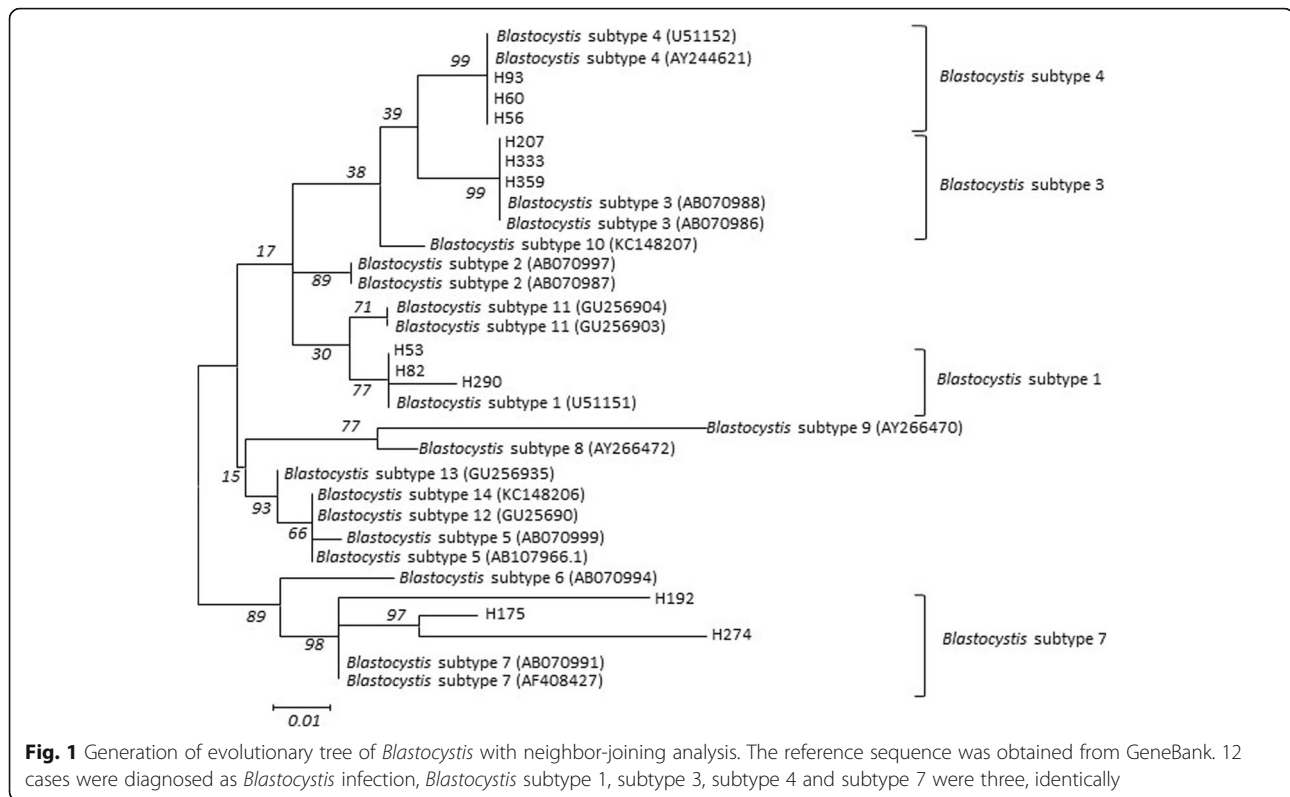 Blastocystis subtype 4 (U51152)
Blastocystis subtype 4 (AY244621)
99
H93
H60
H56
Blastocystis subtype 4
39
H207
H333
H359
99
Blastocystis subtype 3 (AB070988)
Blastocystis subtype 3 (AB070986)
Blastocystis subtype 3
38
Blastocystis subtype 10 (KC148207)
17
Blastocystis subtype 2 (AB070997)
89
Blastocystis subtype 2 (AB070987)
71
Blastocystis subtype 11 (GU256904)
Blastocystis subtype 11 (GU256903)
30
H53
H82
77
H290
Blastocystis subtype 1 (U51151)
Blastocystis subtype 1
77
Blastocystis subtype 9 (AY266470)
Blastocystis subtype 8 (AY266472)
15
Blastocystis subtype 13 (GU256935)
93
Blastocystis subtype 14 (KC148206)
Blastocystis subtype 12 (GU25690)
66
Blastocystis subtype 5 (AB070999)
Blastocystis subtype 5 (AB107966.1)
Blastocystis subtype 6 (AB070994)
89
H192
97
H175
98
H274
Blastocystis subtype 7 (AB070991)
Blastocystis subtype 7 (AF408427)
Blastocystis subtype 7
0.01
Fig. 1 Generation of evolutionary tree of Blastocystis with neighbor-joining analysis. The reference sequence was obtained from GeneBank. 12
cases were diagnosed as Blastocystis infection, Blastocystis subtype 1, subtype 3, subtype 4 and subtype 7 were three, identically